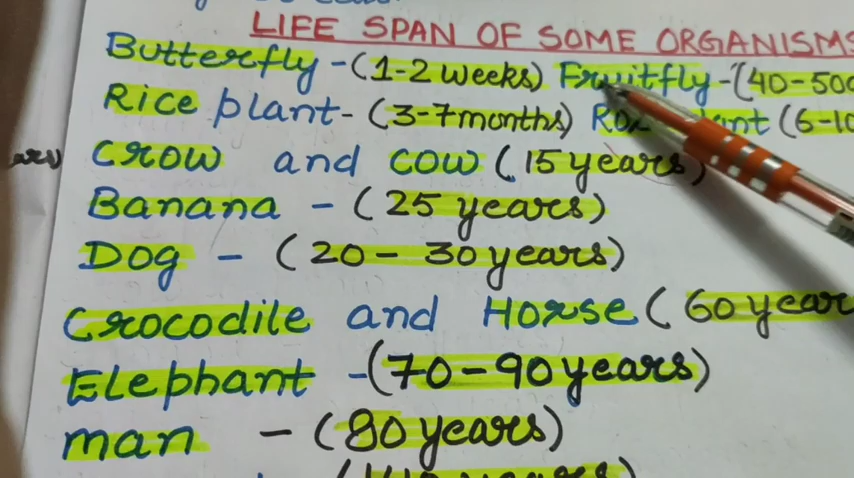 LIFE SPAN OF SOME ORGANISMS
Butterfly - (1-2 weeks) Fruitfly - (40-50
Rice plant - (3-7 months) (6-10
Crow and cow (15 years)
Banana - (25 years)
Dog - (20 - 30 years)
Crocodile and Horse (60 year
Elephant - (70-90 years)
man - (80 years)